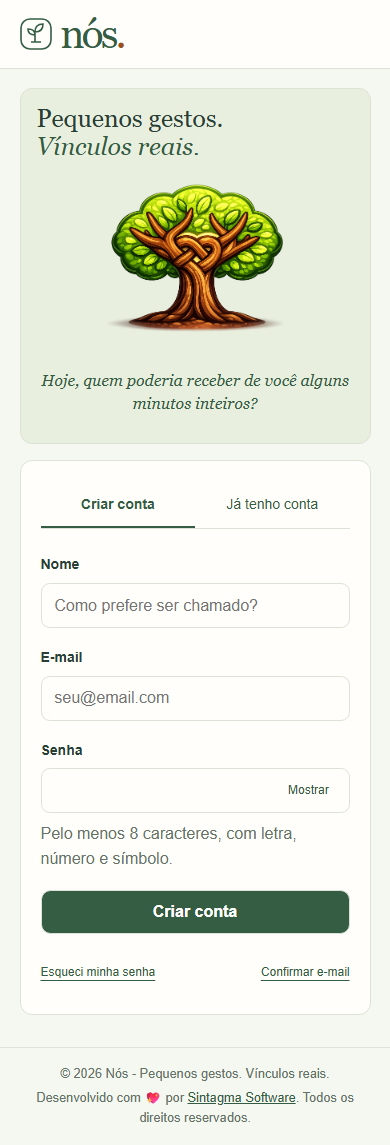 nós.
Pequenos gestos.
Vínculos reais.
Hoje, quem poderia receber de você alguns
minutos inteiros?
Criar conta
Já tenho conta
Nome
Como prefere ser chamado?
E-mail
seu@email.com
Senha
Mostrar
Pelo menos 8 caracteres, com letra,
número e símbolo.
Criar conta
Esqueci minha senha
Confirmar e-mail
© 2026 Nós - Pequenos gestos. Vínculos reais.
Desenvolvido com 💖 por Sintagma Software. Todos os
direitos reservados.